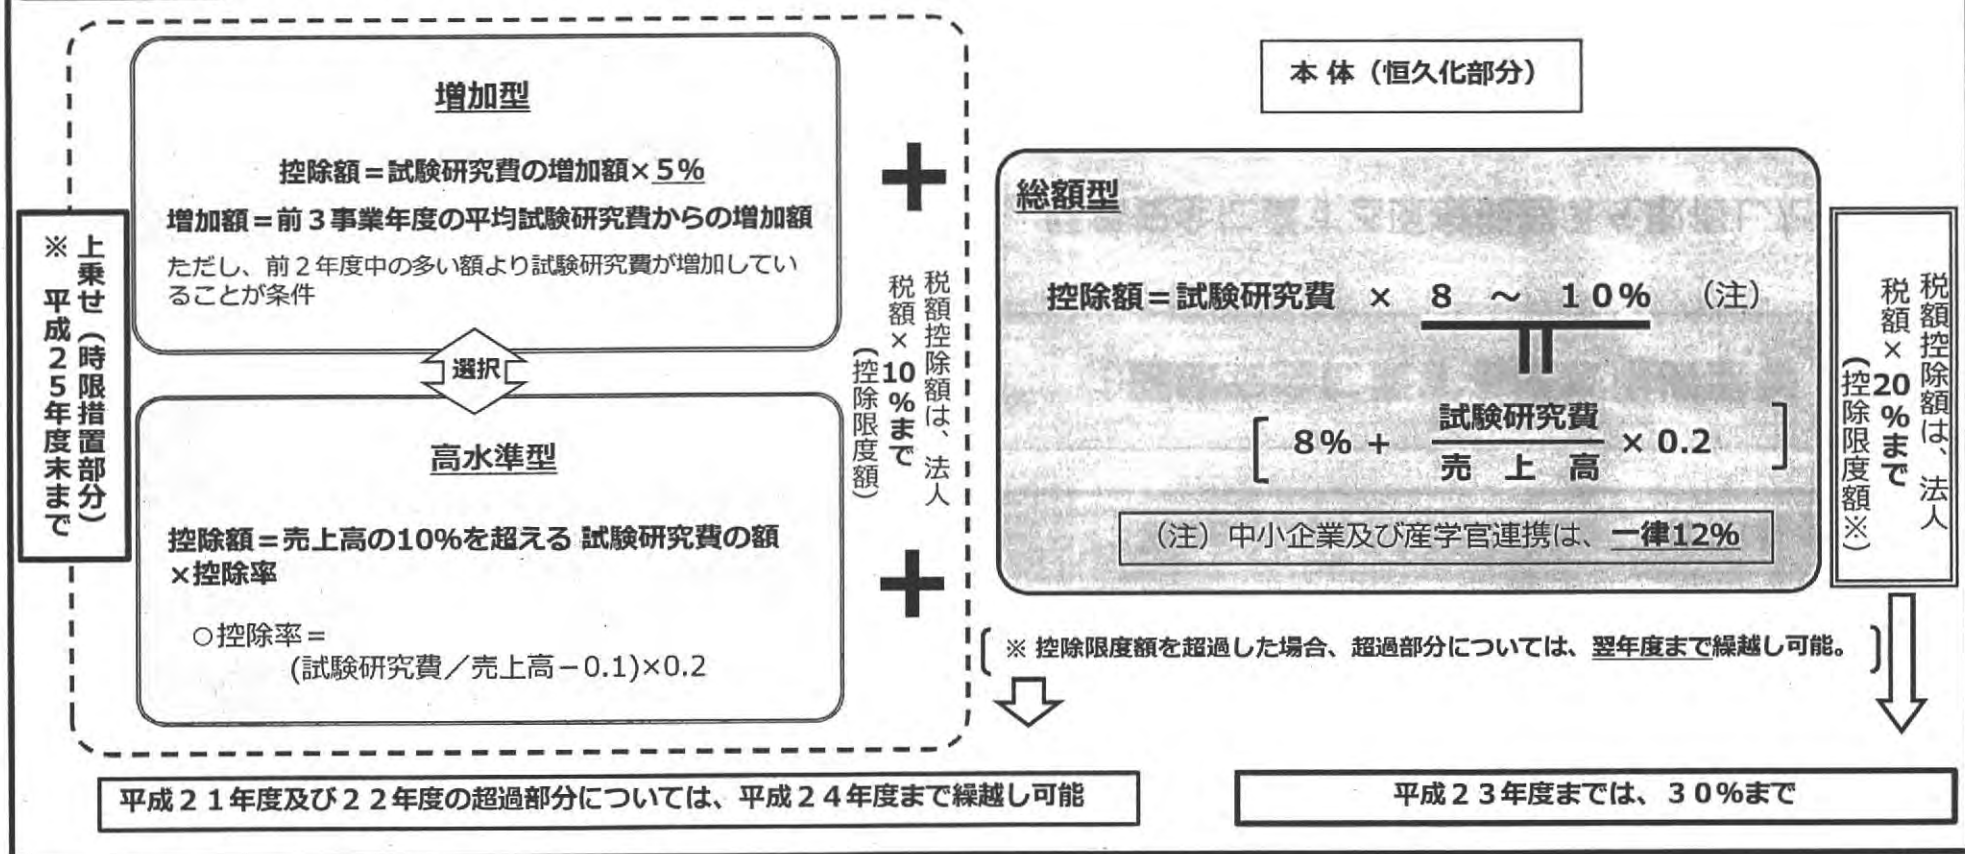 上乗せ（時限措置部分）
※ 平成２５年度末まで
増加型
控除額＝試験研究費の増加額×５％
増加額＝前３事業年度の平均試験研究費からの増加額
ただし、前２年度中の多い額より試験研究費が増加してい
ることが条件
選択
高水準型
控除額＝売上高の10%を超える 試験研究費の額
×控除率
○控除率＝
(試験研究費／売上高－0.1)×0.2
＋
＋
税額控除額は、法人
税額×10%まで
（控除限度額）
本 体（恒久化部分）
総額型
控除額＝試験研究費 × ８ ～ １０％ （注）
||
[ 8% + 試験研究費 × 0.2 ]
売 上 高
（注）中小企業及び産学官連携は、一律12%
税額控除額は、法人
税額×20%まで
（控除限度額※）
[ ※ 控除限度額を超過した場合、超過部分については、翌年度まで繰越し可能。 ]
平成２１年度及び２２年度の超過部分については、平成２４年度まで繰越し可能
平成２３年度までは、３０％まで